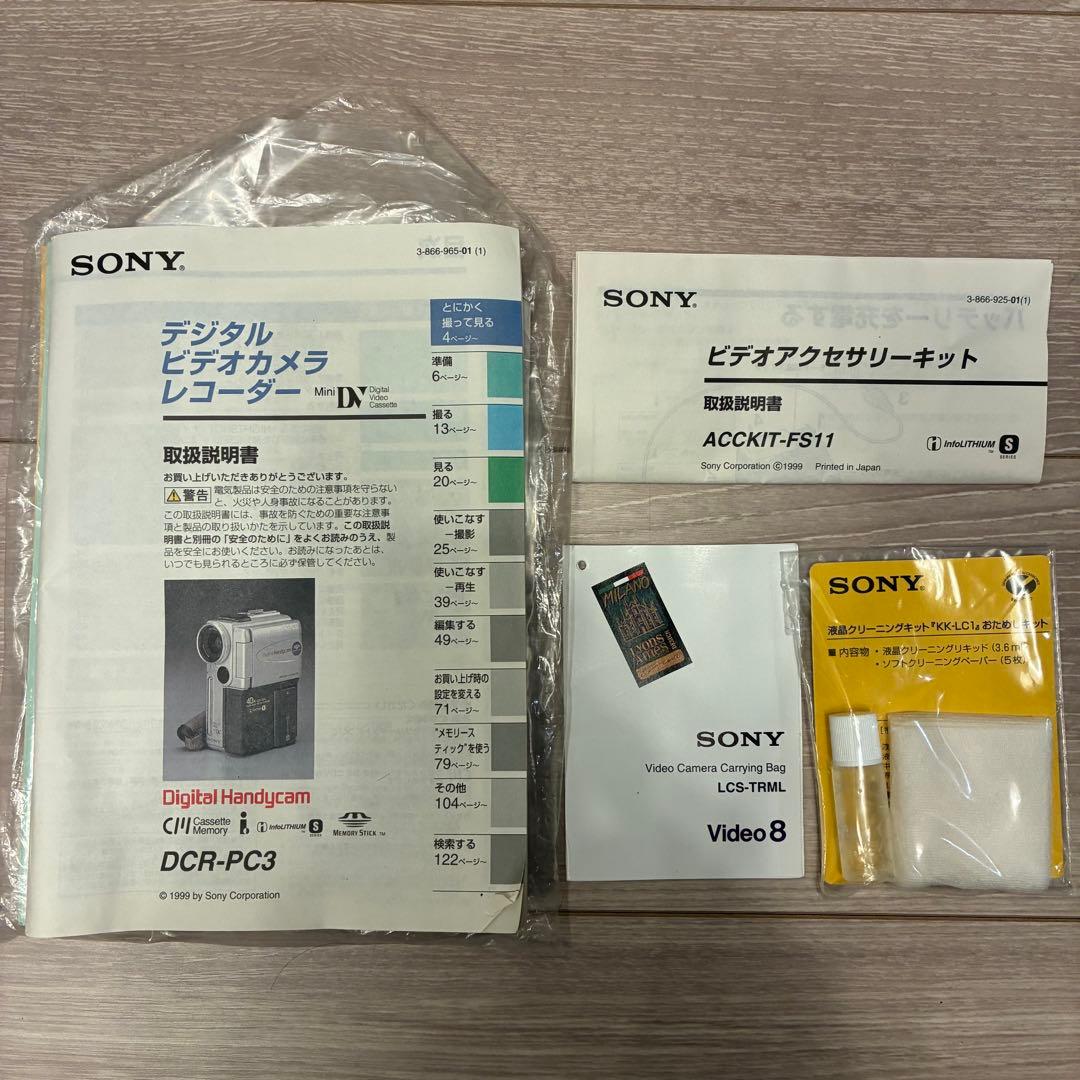 SONY®
3-866-965-01 (1)
デジタル
ビデオカメラ
レコーダー
Mini DV Digital Video Cassette
取扱説明書
お買い上げいただきありがとうございます。
警告 電気製品は安全のための注意事項を守らない
と、火災や人身事故になることがあります。
この取扱説明書には、事故を防ぐための重要な注意事
項と製品の取り扱いかたを示しています。この取扱説
明書と別冊の「安全のために」をよくお読みのうえ、製
品を安全にお使いください。お読みになったあとは、
いつでも見られるところに必ず保管してください。
Digital Handycam
Cassette
Memory
InfoLITHIUM S SERIES
MEMORY STICK TM
DCR-PC3
© 1999 by Sony Corporation
とにかく
撮って見る
4ページ~
準備
6ページ~
撮る
13ページ~
見る
20ページ~
使いこなす
ー撮影
25ページ~
使いこなす
ー再生
39ページ~
編集する
49ページ~
お買い上げ時の
設定を変える
71ページ~
"メモリース
ティック"を使う
79ページ~
その他
104ページ~
検索する
122ページ~
SONY®
3-866-925-01(1)
ビデオアクセサリーキット
取扱説明書
ACCKIT-FS11
InfoLITHIUM TM S SERIES
Sony Corporation ©1999 Printed in Japan
MILANO
SONY
Video Camera Carrying Bag
LCS-TRML
Video 8
SONY®
液晶クリーニングキット『KK-LC1』おためしキット
■ 内容物・液晶クリーニングリキッド(3.6m
・ソフトクリーニングペーパー(5枚)